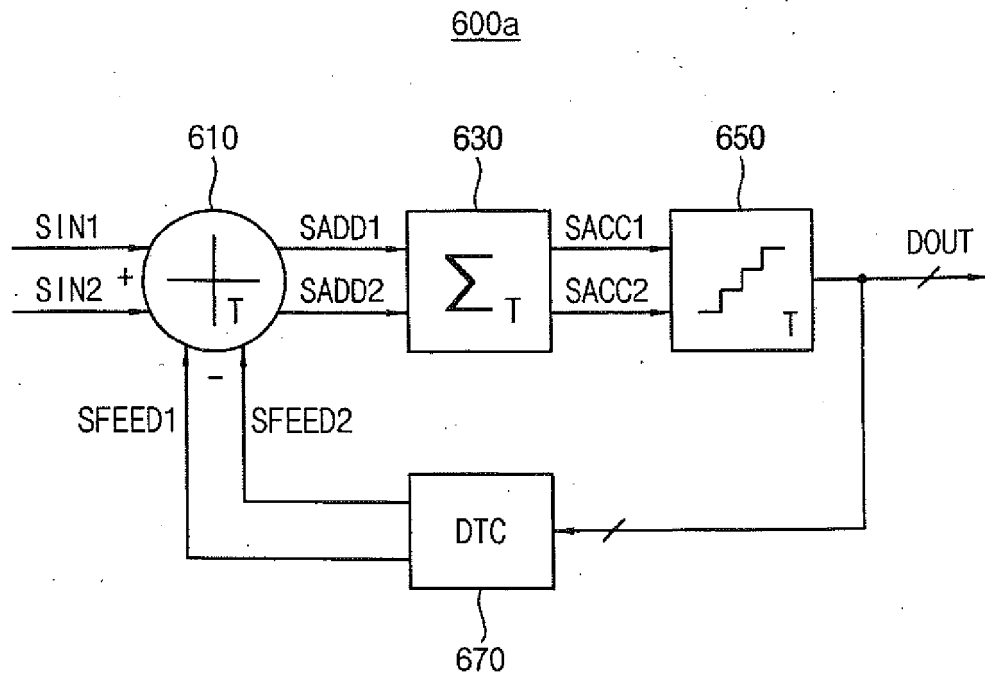 600a
610
630
650
SIN1
SADD1
SACC1
DOUT
+
SIN2
T
SADD2
Σ T
SACC2
T
−
SFEED1
SFEED2
DTC
670